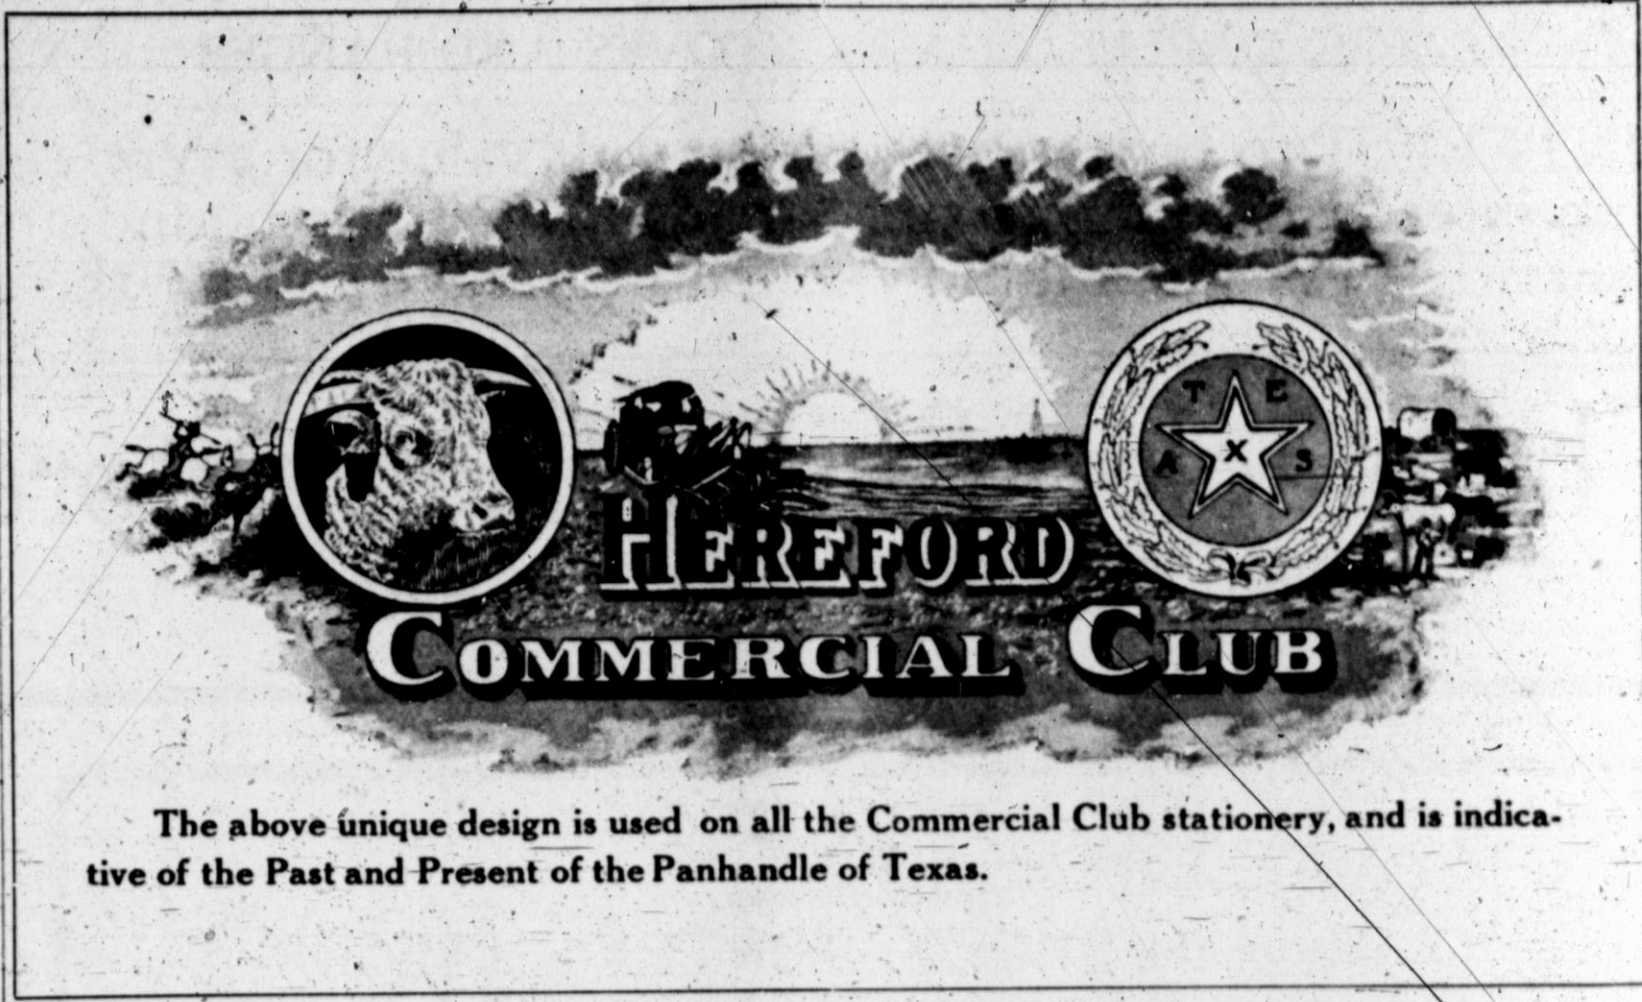 T E
X
A S
HEREFORD
COMMERCIAL CLUB
The above unique design is used on all the Commercial Club stationery, and is indica-
tive of the Past and Present of the Panhandle of Texas.